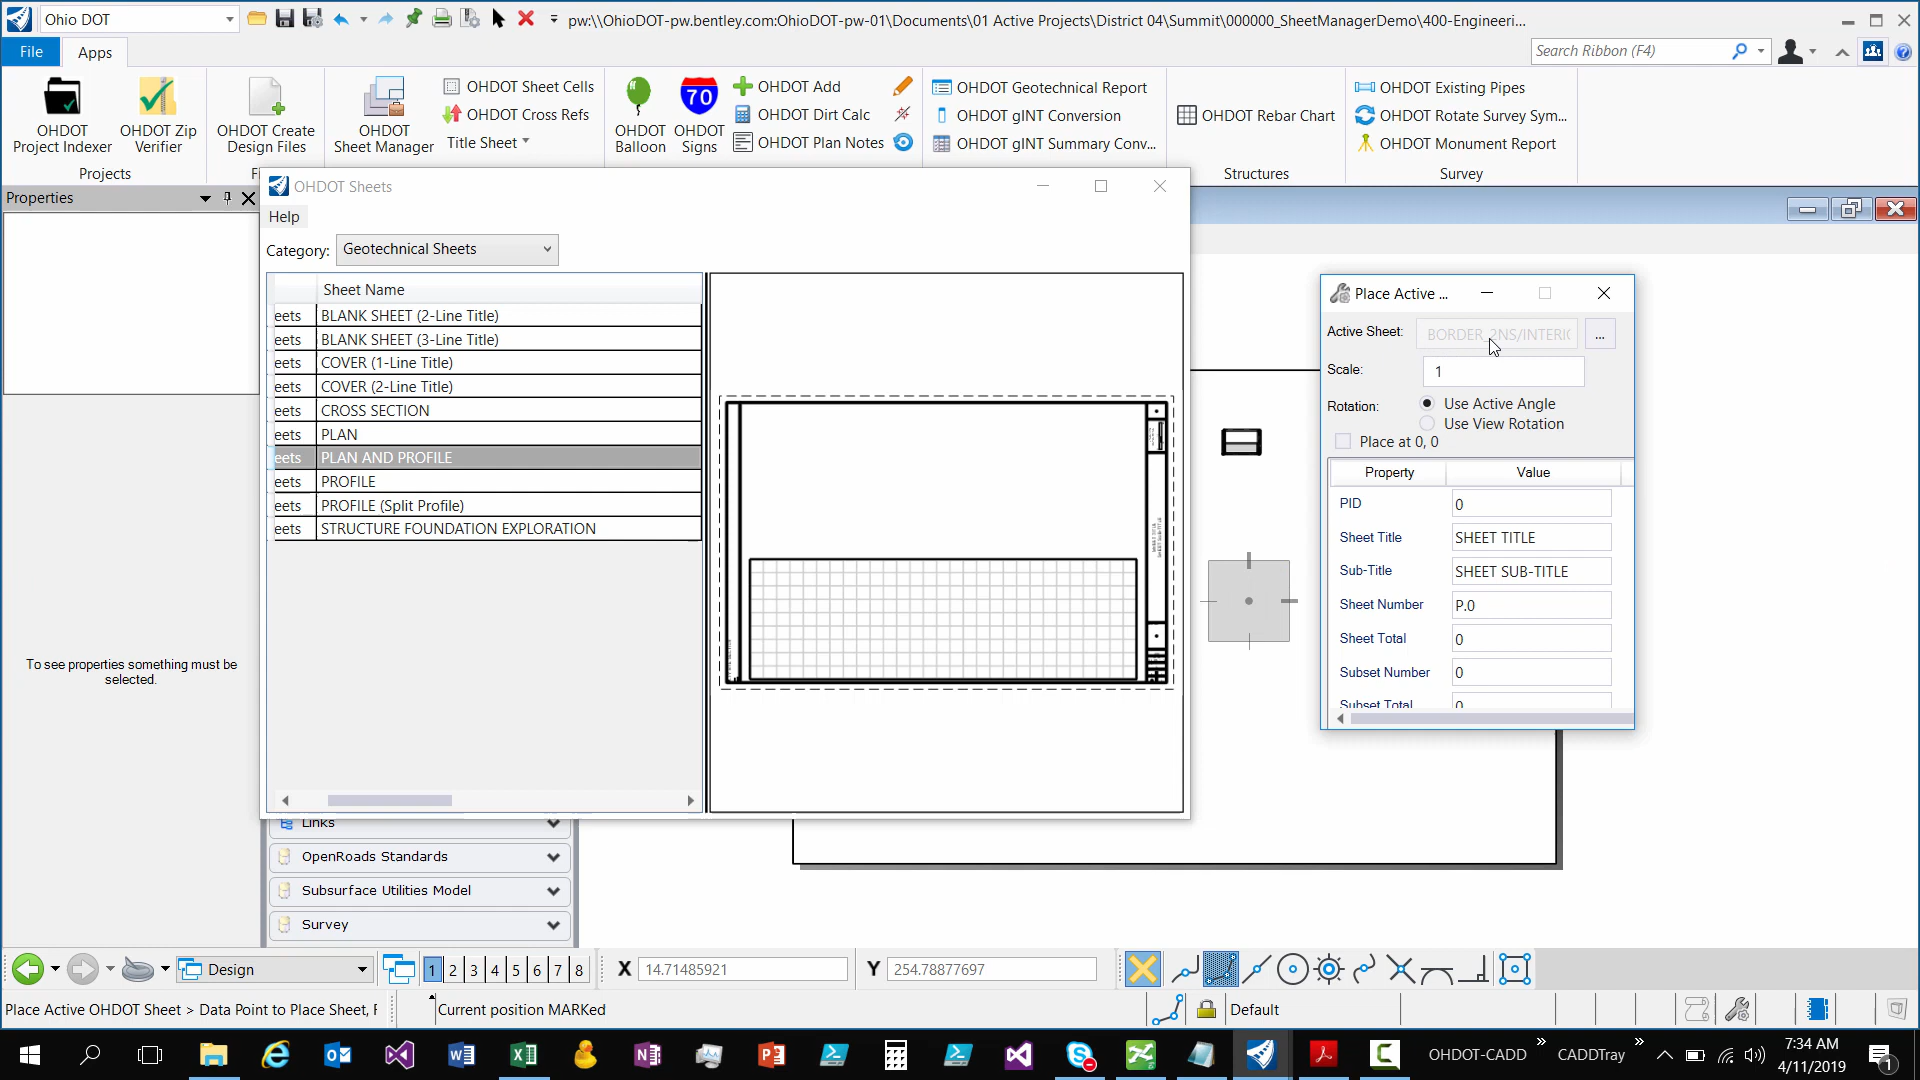 Ohio DOT
pw:\\OhioDOT-pw.bentley.com:OhioDOT-pw-01\Documents\01 Active Projects\District 04\Summit\000000_SheetManagerDemo\400-Engineeri...
File
Apps
Search Ribbon (F4)
OHDOT Project Indexer
OHDOT Zip Verifier
OHDOT Create Design Files
OHDOT Sheet Manager
OHDOT Sheet Cells
OHDOT Cross Refs
Title Sheet
OHDOT Balloon
70
OHDOT Signs
OHDOT Add
OHDOT Dirt Calc
OHDOT Plan Notes
OHDOT Geotechnical Report
OHDOT gINT Conversion
OHDOT gINT Summary Conv...
OHDOT Rebar Chart
OHDOT Existing Pipes
OHDOT Rotate Survey Sym...
OHDOT Monument Report
Projects
Fi
Structures
Survey
Properties
To see properties something must be
selected.
OHDOT Sheets
Help
Category:
Geotechnical Sheets
Sheet Name
eets BLANK SHEET (2-Line Title)
eets BLANK SHEET (3-Line Title)
eets COVER (1-Line Title)
eets COVER (2-Line Title)
eets CROSS SECTION
eets PLAN
eets PLAN AND PROFILE
eets PROFILE
eets PROFILE (Split Profile)
eets STRUCTURE FOUNDATION EXPLORATION
Place Active ...
Active Sheet: BORDER_2NS/INTERIO ...
Scale: 1
Rotation: Use Active Angle
Use View Rotation
Place at 0, 0
Property Value
PID 0
Sheet Title SHEET TITLE
Sub-Title SHEET SUB-TITLE
Sheet Number P.0
Sheet Total 0
Subset Number 0
Subset Total 0
Links
OpenRoads Standards
Subsurface Utilities Model
Survey
Design
1 2 3 4 5 6 7 8
X 14.71485921
Y 254.78877697
Place Active OHDOT Sheet > Data Point to Place Sheet, F
Current position MARKed
Default
OHDOT-CADD
CADDTray
7:34 AM
4/11/2019
1